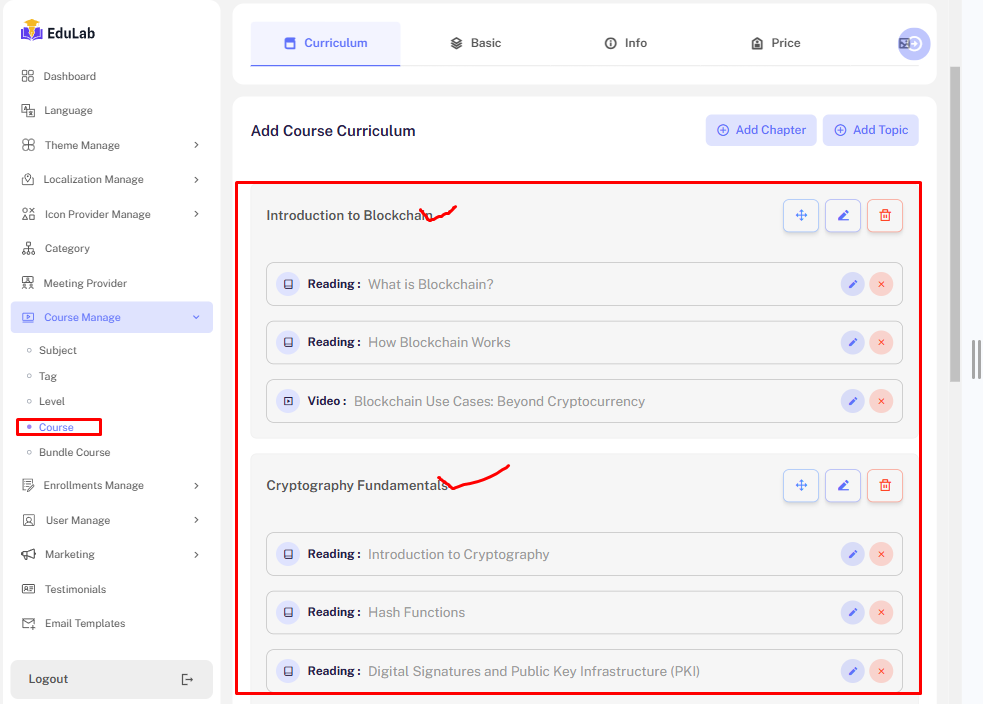 EduLab
Dashboard
Language
Theme Manage
Localization Manage
Icon Provider Manage
Category
Meeting Provider
Course Manage
Subject
Tag
Level
Course
Bundle Course
Enrollments Manage
User Manage
Marketing
Testimonials
Email Templates
Logout
Curriculum
Basic
Info
Price
Add Course Curriculum
Add Chapter
Add Topic
Introduction to Blockchain
Reading : What is Blockchain?
Reading : How Blockchain Works
Video : Blockchain Use Cases: Beyond Cryptocurrency
Cryptography Fundamentals
Reading : Introduction to Cryptography
Reading : Hash Functions
Reading : Digital Signatures and Public Key Infrastructure (PKI)